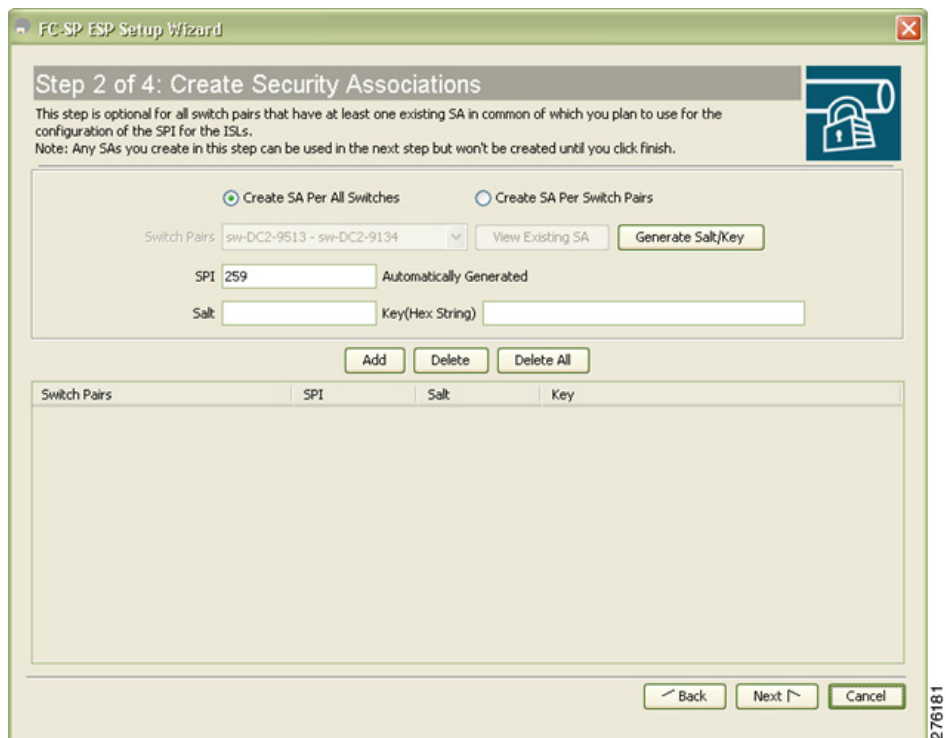 FC-SP ESP Setup Wizard
Step 2 of 4: Create Security Associations
This step is optional for all switch pairs that have at least one existing SA in common of which you plan to use for the
configuration of the SPI for the ISLs.
Note: Any SAs you create in this step can be used in the next step but won't be created until you click finish.
Create SA Per All Switches Create SA Per Switch Pairs
Switch Pairs sw-DC2-9513 - sw-DC2-9134 View Existing SA Generate Salt/Key
SPI 259 Automatically Generated
Salt Key(Hex String)
Add Delete Delete All
Switch Pairs SPI Salt Key
Back Next Cancel
276181